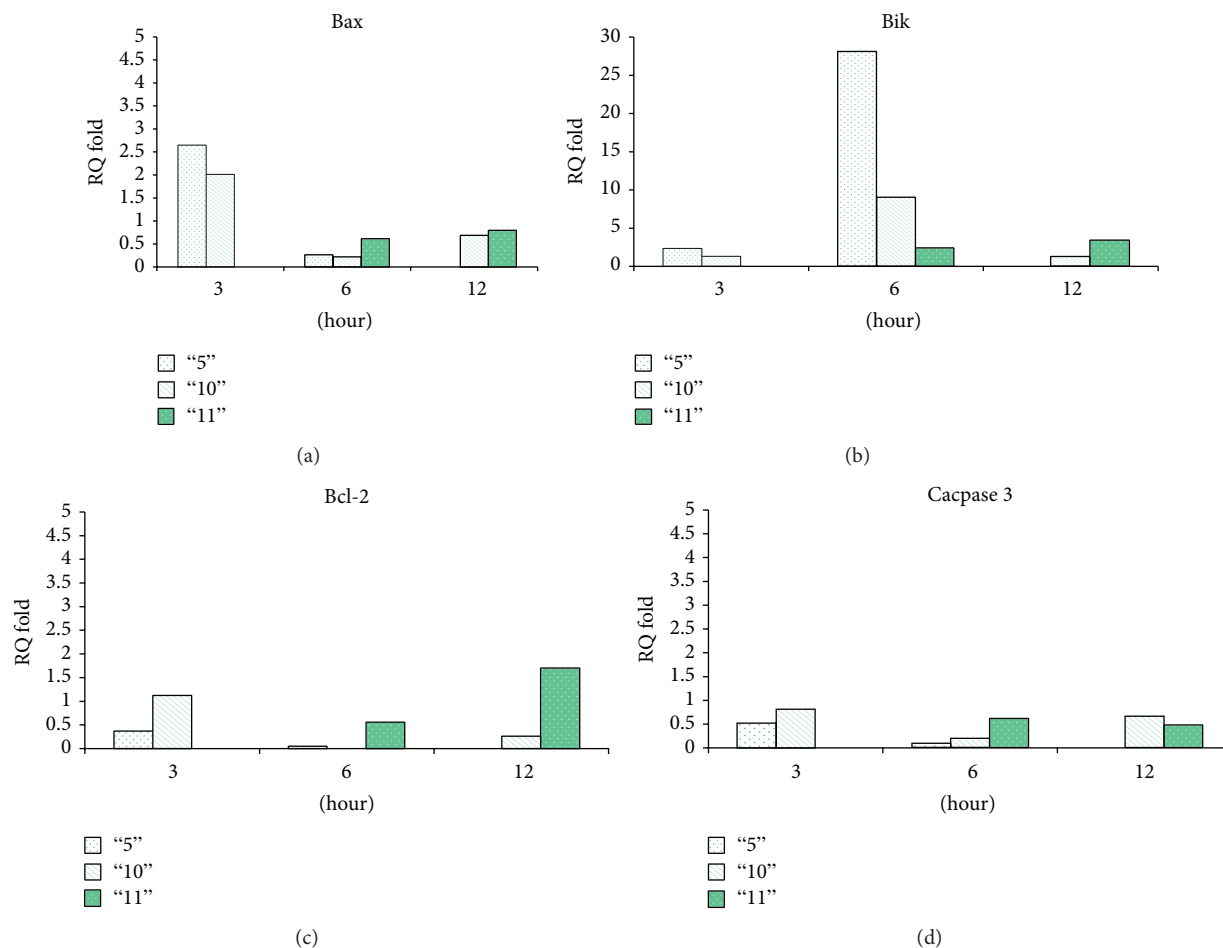 Bax
5
4.5
4
3.5
3
2.5
2
1.5
1
0.5
0
RQ fold
3 6 12
(hour)
“5”
“10”
“11”
(a)
Bik
30
25
20
15
10
5
0
RQ fold
3 6 12
(hour)
“5”
“10”
“11”
(b)
Bcl-2
5
4.5
4
3.5
3
2.5
2
1.5
1
0.5
0
RQ fold
3 6 12
(hour)
“5”
“10”
“11”
(c)
Cacpase 3
5
4.5
4
3.5
3
2.5
2
1.5
1
0.5
0
RQ fold
3 6 12
(hour)
“5”
“10”
“11”
(d)